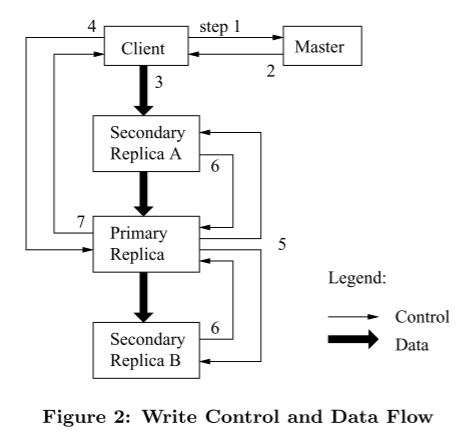 4
step 1
Client
Master
2
3
Secondary
Replica A
6
7
Primary
Replica
5
Legend:
6
Control
Secondary
Replica B
Data
Figure 2: Write Control and Data Flow